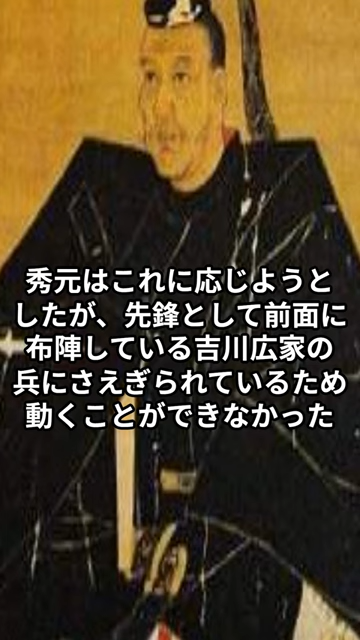 秀元はこれに応じようと
したが、先鋒として前面に
布陣している吉川広家の
兵にさえぎられているため
動くことができなかった